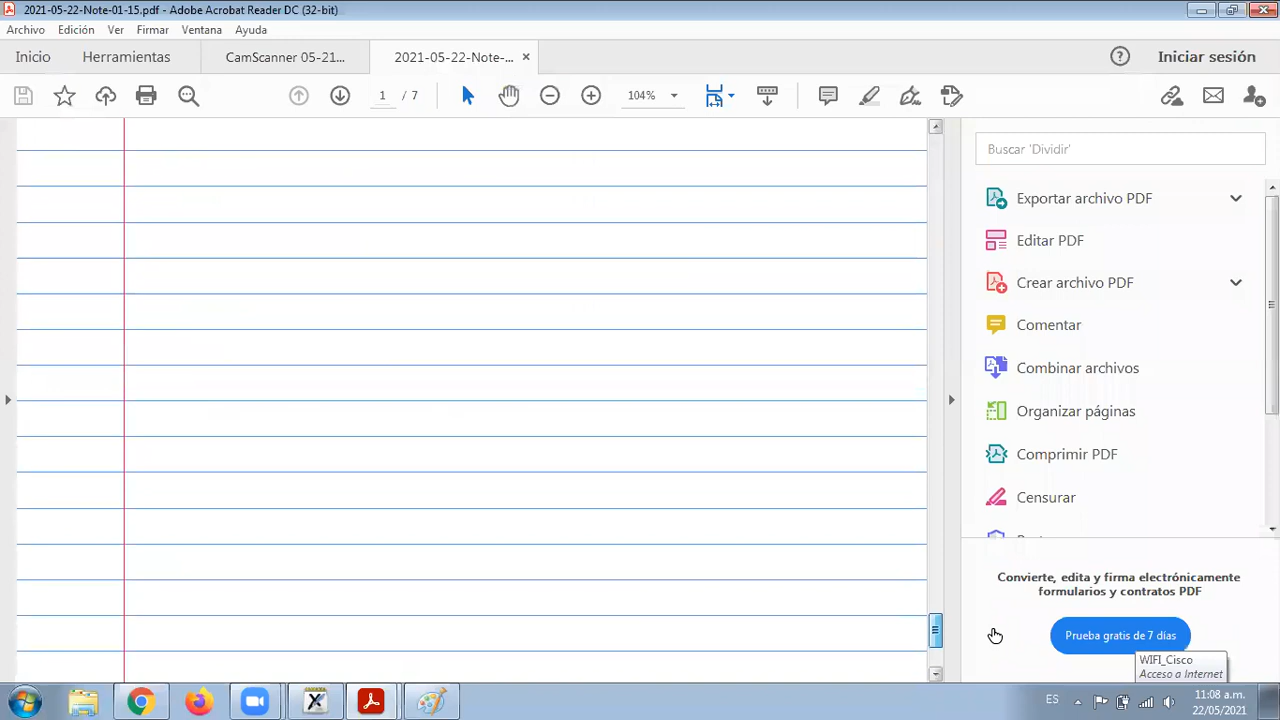 2021-05-22-Note-01-15.pdf - Adobe Acrobat Reader DC (32-bit)
Archivo Edición Ver Firmar Ventana Ayuda
Inicio Herramientas CamScanner 05-21... 2021-05-22-Note-... × Iniciar sesión
1 / 7 104%
Buscar 'Dividir'
Exportar archivo PDF
Editar PDF
Crear archivo PDF
Comentar
Combinar archivos
Organizar páginas
Comprimir PDF
Censurar
Convierte, edita y firma electrónicamente
formularios y contratos PDF
Prueba gratis de 7 días
WIFI_Cisco
Acceso a Internet
ES 11:08 a.m.
22/05/2021